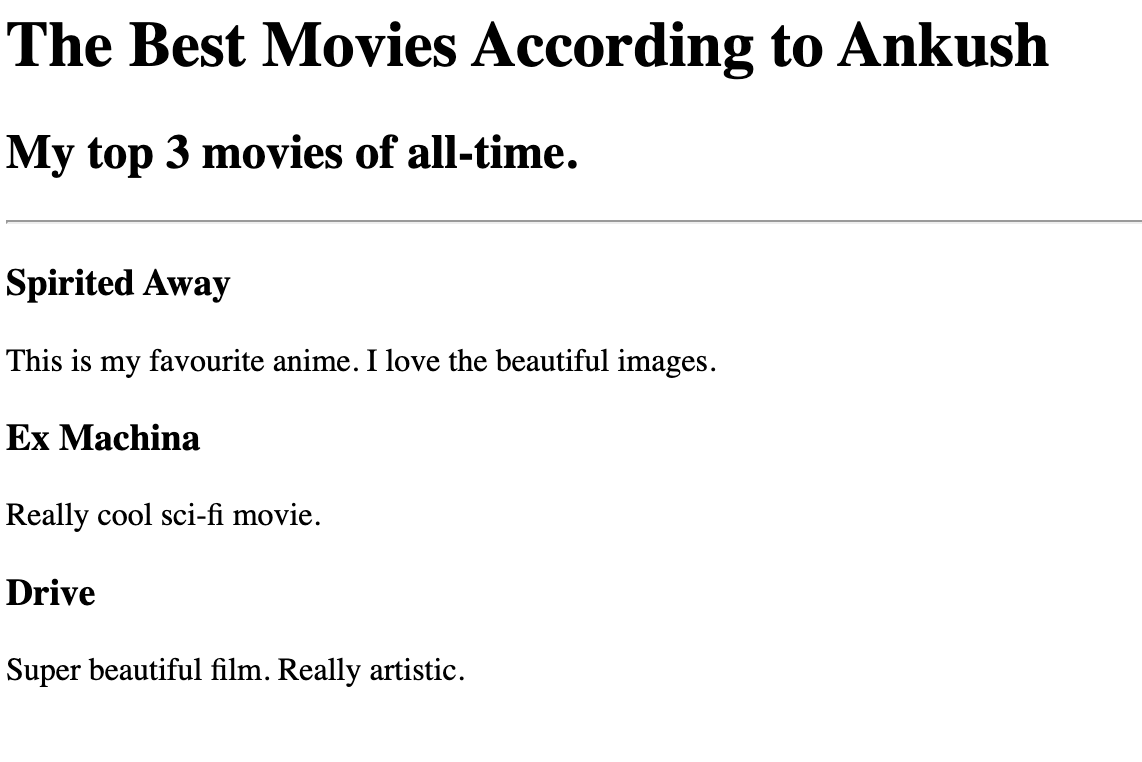 The Best Movies According to Ankush
My top 3 movies of all-time.
Spirited Away
This is my favourite anime. I love the beautiful images.
Ex Machina
Really cool sci-fi movie.
Drive
Super beautiful film. Really artistic.